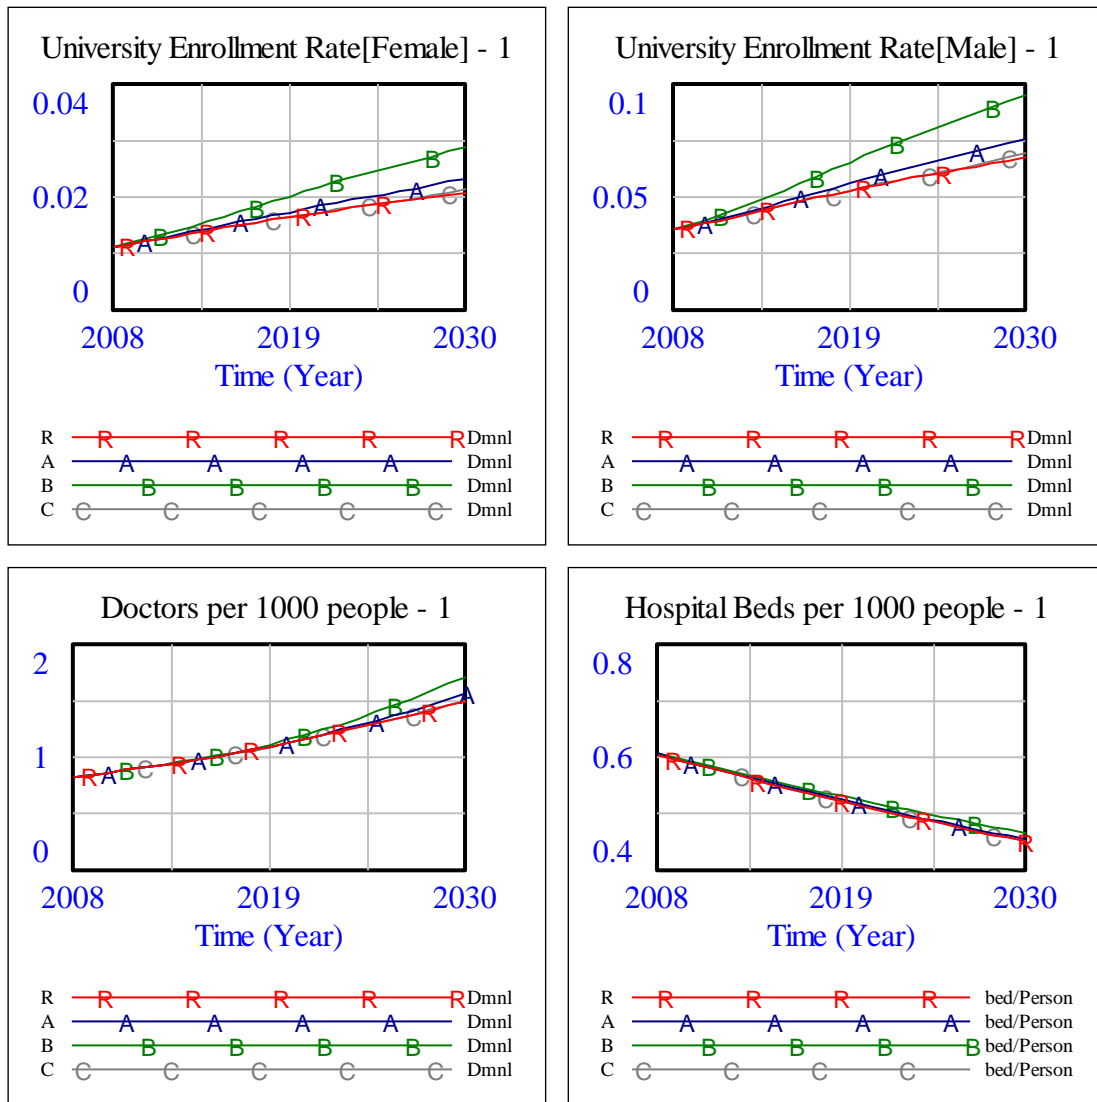 University Enrollment Rate[Female] - 1
0.04
0.02
0
2008 2019 2030
Time (Year)
B B B B
A A A A
R R R R
C C C C
R R R R R R Dmnl
A A A A A Dmnl
B B B B B Dmnl
C C C C C C Dmnl
University Enrollment Rate[Male] - 1
0.1
0.05
0
2008 2019 2030
Time (Year)
B B B B
A A A A
R R R R
C C C C
R R R R R R Dmnl
A A A A A Dmnl
B B B B B Dmnl
C C C C C C Dmnl
Doctors per 1000 people - 1
2
1
0
2008 2019 2030
Time (Year)
B B B B
A A A A A
R R R R R
C C C C
R R R R R R Dmnl
A A A A A Dmnl
B B B B B Dmnl
C C C C C C Dmnl
Hospital Beds per 1000 people - 1
0.8
0.6
0.4
2008 2019 2030
Time (Year)
B B B B
A A A A
R R R R R
C C C C
R R R R R bed/Person
A A A A A bed/Person
B B B B B bed/Person
C C C C C bed/Person